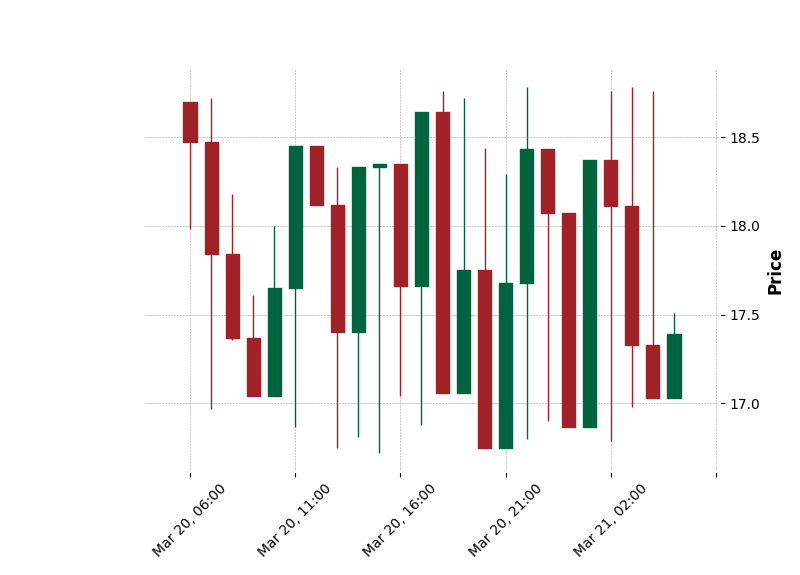 18.5
18.0
17.5
17.0
Price
Mar 20, 06:00
Mar 20, 11:00
Mar 20, 16:00
Mar 20, 21:00
Mar 21, 02:00